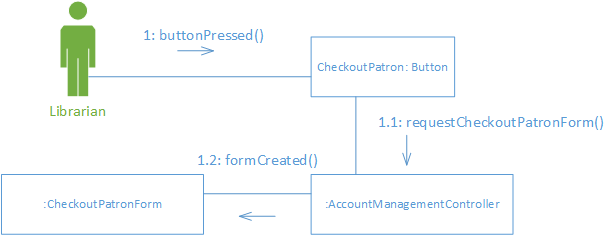 1: buttonPressed()
CheckoutPatron: Button
Librarian
1.1: requestCheckoutPatronForm()
1.2: formCreated()
:CheckoutPatronForm
:AccountManagementController